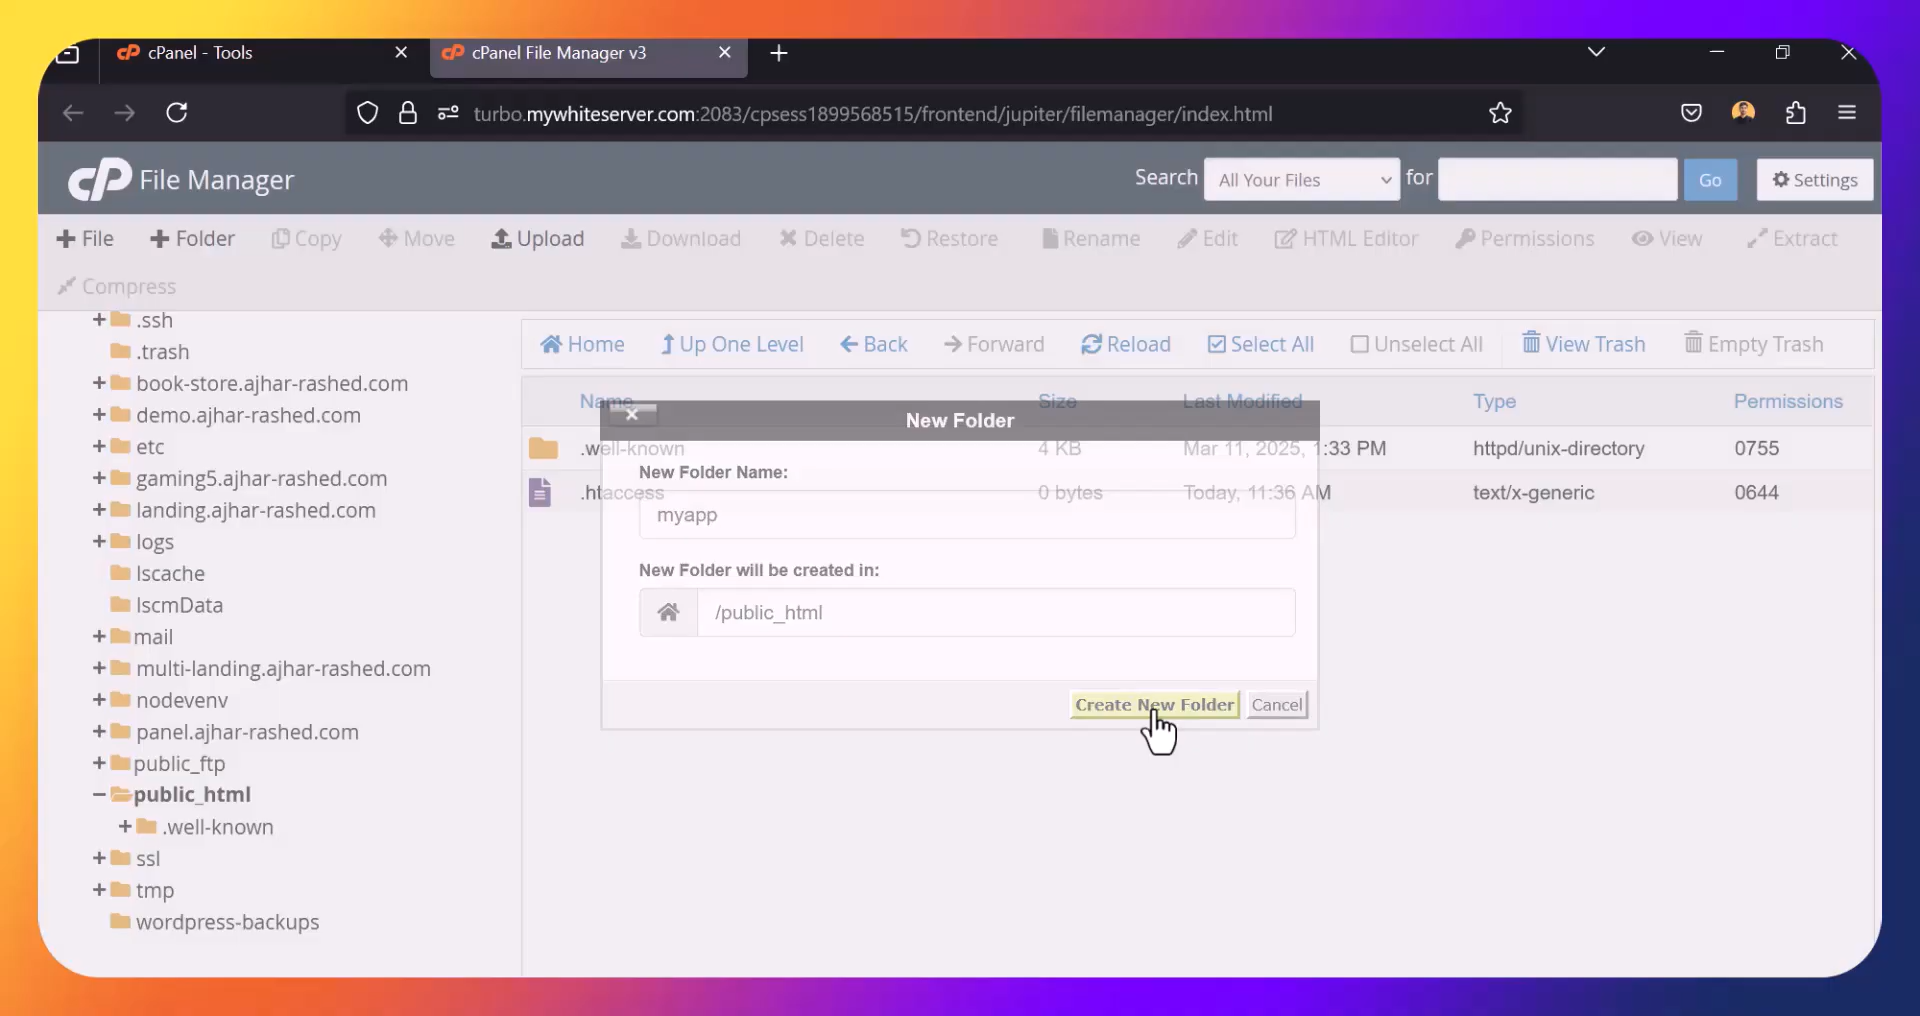 cPanel - Tools
cPanel File Manager v3
turbo.mywhiteserver.com:2083/cpsess1899568515/frontend/jupiter/filemanager/index.html
cP File Manager
Search All Your Files for Go Settings
File Folder Copy Move Upload Download Delete Restore Rename Edit HTML Editor Permissions View Extract
Compress
.ssh
.trash
book-store.ajhar-rashed.com
demo.ajhar-rashed.com
etc
gaming5.ajhar-rashed.com
landing.ajhar-rashed.com
logs
lscache
lscmData
mail
multi-landing.ajhar-rashed.com
nodevenv
panel.ajhar-rashed.com
public_ftp
public_html
.well-known
ssl
tmp
wordpress-backups
Home Up One Level Back Forward Reload Select All Unselect All View Trash Empty Trash
Name Size Last Modified Type Permissions
.well-known 4 KB Mar 11, 2025, 1:33 PM httpd/unix-directory 0755
.htaccess 0 bytes Today, 11:36 AM text/x-generic 0644
New Folder
New Folder Name:
myapp
New Folder will be created in:
/public_html
Create New Folder Cancel